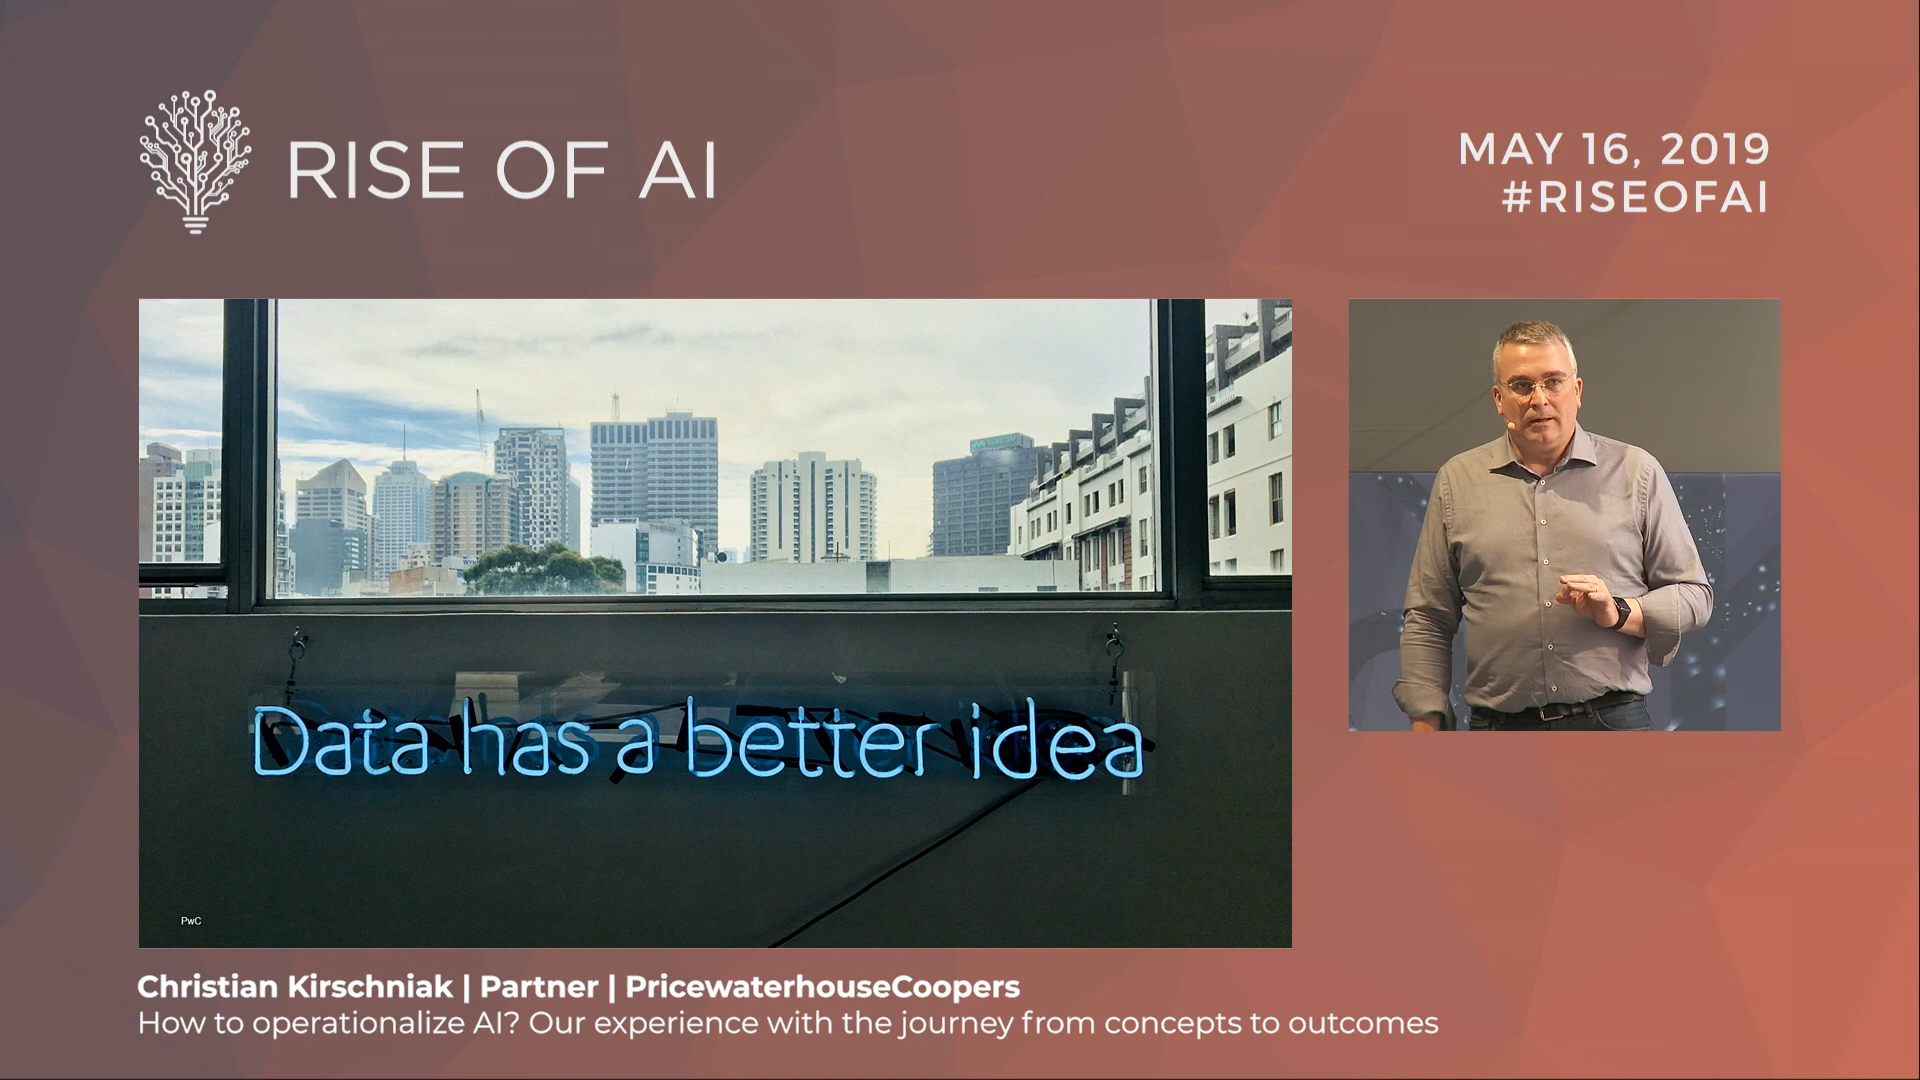 RISE OF AI
MAY 16, 2019
#RISEOFAI
Data has a better idea
PwC
Christian Kirschniak | Partner | PricewaterhouseCoopers
How to operationalize AI? Our experience with the journey from concepts to outcomes